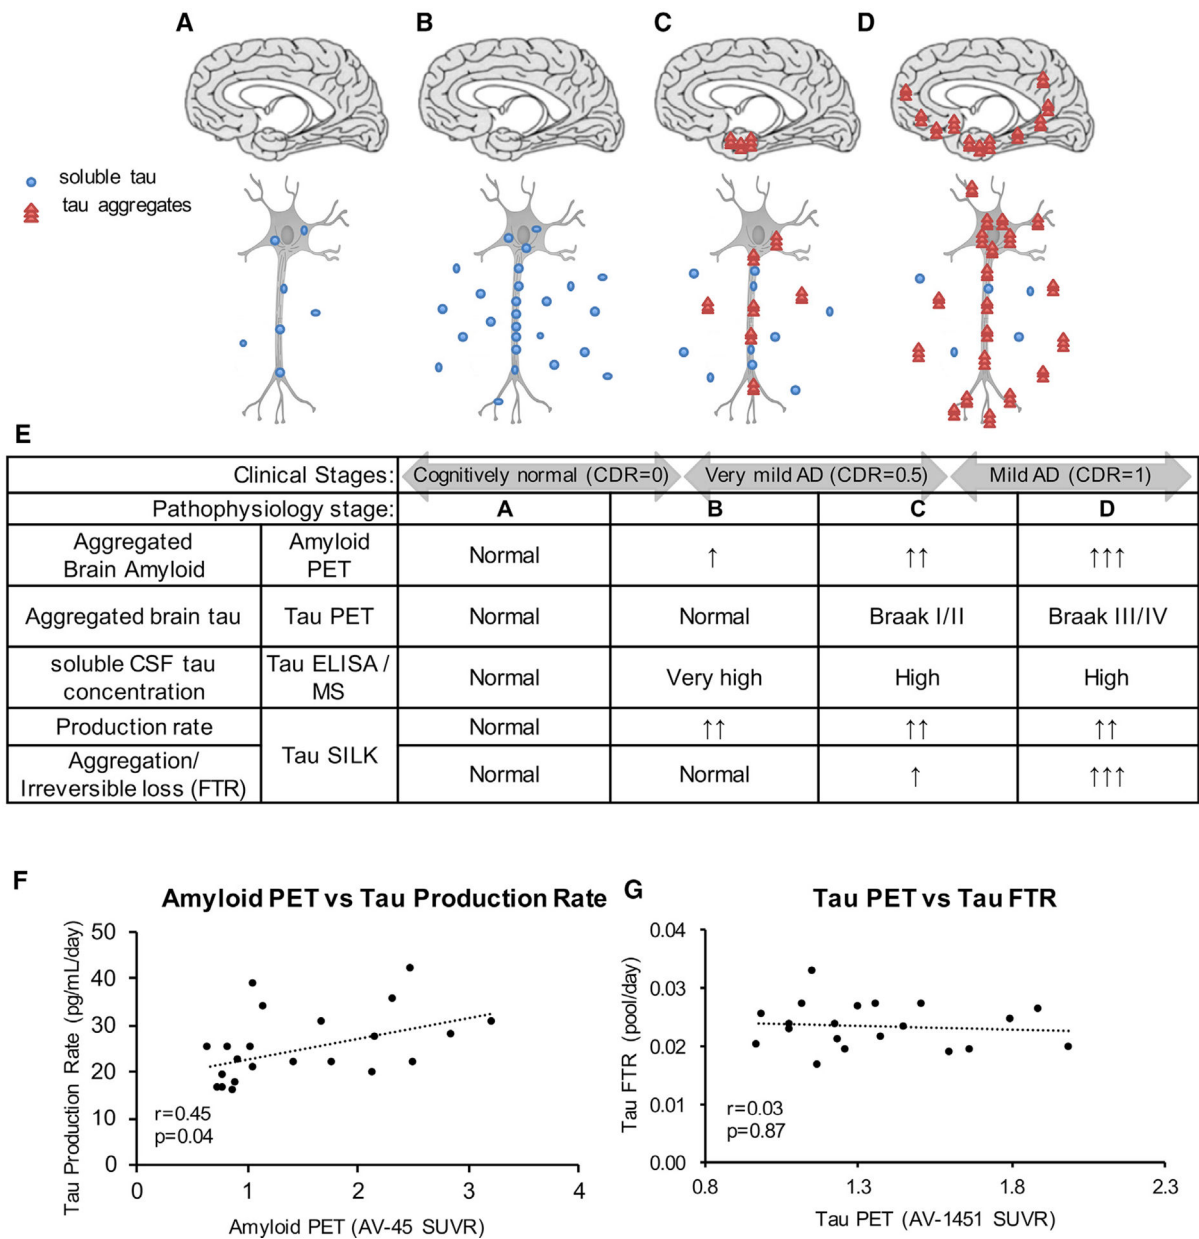 A B C D
soluble tau
tau aggregates
E
Clinical Stages: Cognitively normal (CDR=0) Very mild AD (CDR=0.5) Mild AD (CDR=1)
Pathophysiology stage: A B C D
Aggregated
Brain Amyloid
Amyloid
PET
Normal ↑ ↑↑ ↑↑↑
Aggregated brain tau Tau PET Normal Normal Braak I/II Braak III/IV
soluble CSF tau
concentration
Tau ELISA /
MS
Normal Very high High High
Production rate Normal ↑↑ ↑↑ ↑↑
Tau SILK
Aggregation/
Irreversible loss (FTR)
Normal Normal ↑ ↑↑↑
F
Amyloid PET vs Tau Production Rate
Tau Production Rate (pg/mL/day)
50
40
30
20
10
0
r=0.45
p=0.04
0 1 2 3 4
Amyloid PET (AV-45 SUVR)
G
Tau PET vs Tau FTR
Tau FTR (pool/day)
0.04
0.03
0.02
0.01
0.00
r=0.03
p=0.87
0.8 1.3 1.8 2.3
Tau PET (AV-1451 SUVR)